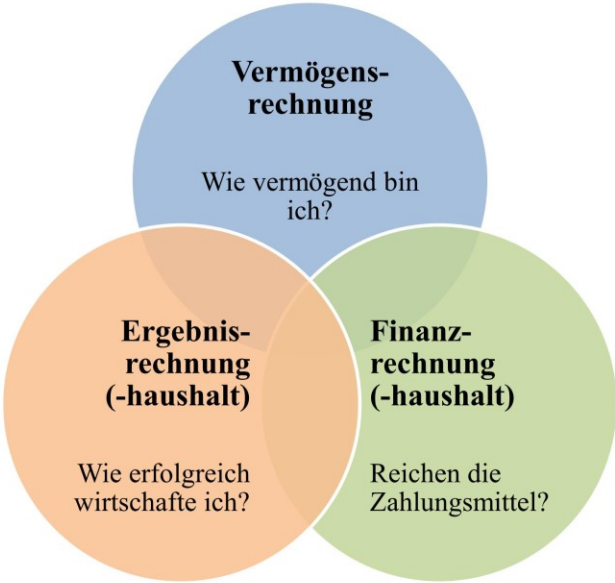 Vermögens-
rechnung
Wie vermögend bin
ich?
Ergebnis-
rechnung
(-haushalt)
Wie erfolgreich
wirtschafte ich?
Finanz-
rechnung
(-haushalt)
Reichen die
Zahlungsmittel?